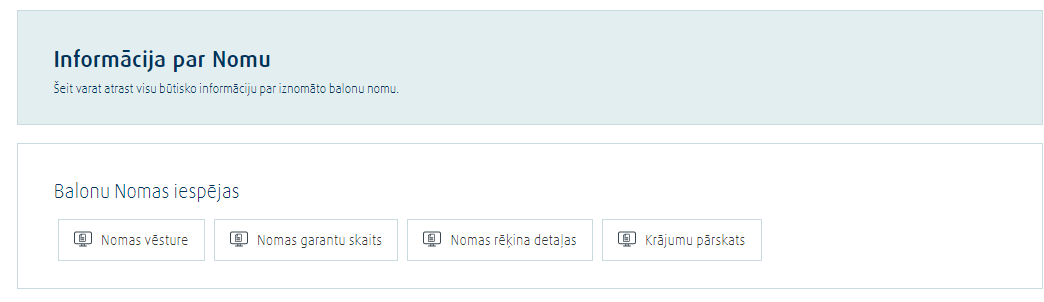 Informācija par Nomu
Šeit varat atrast visu būtisko informāciju par iznomāto balonu nomu.
Balonu Nomas iespējas
Nomas vēsture
Nomas garantu skaits
Nomas rēķina detaļas
Krājumu pārskats